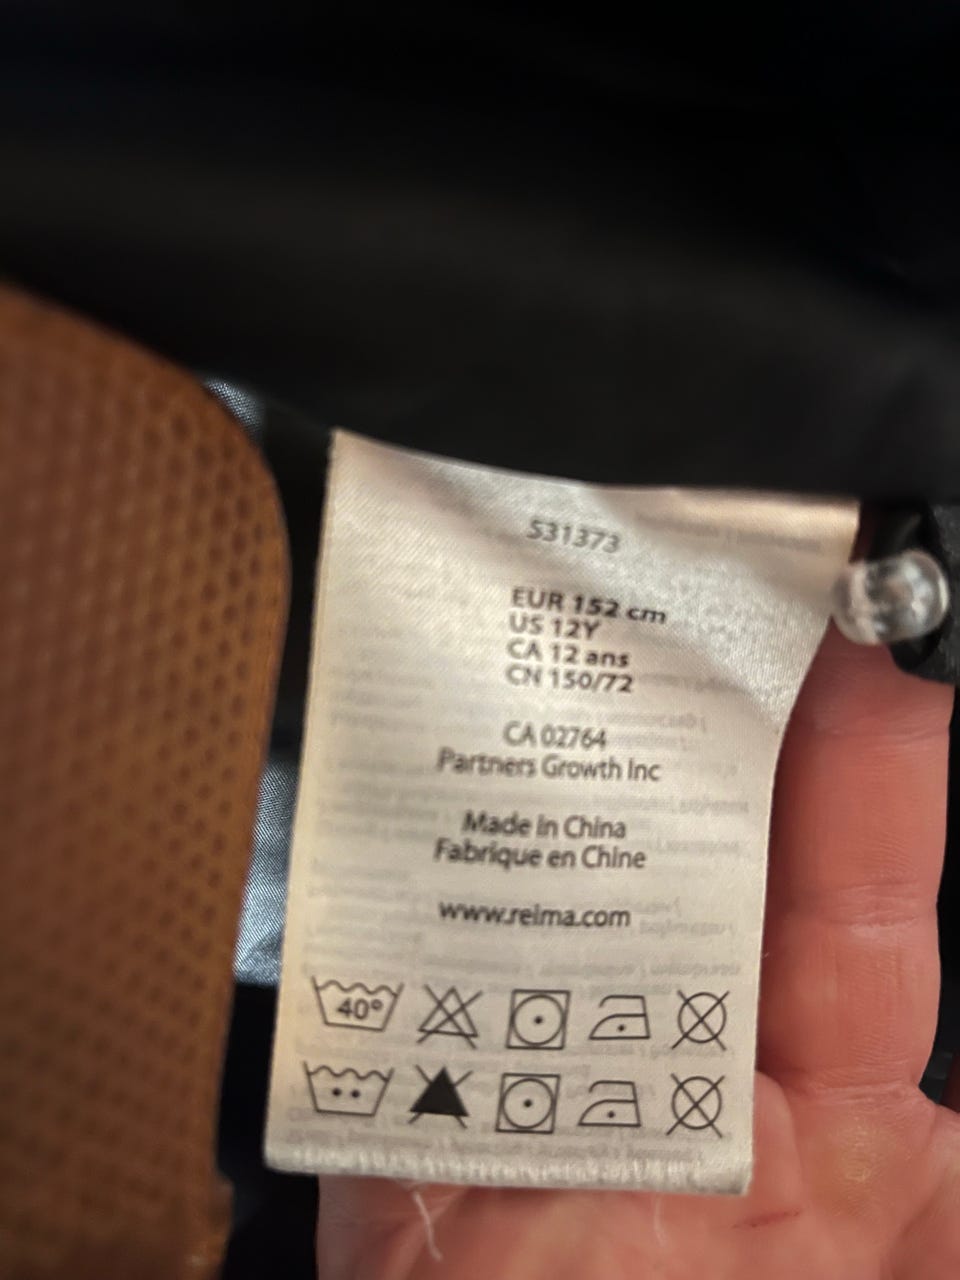 531373
EUR 152 cm
US 12Y
CA 12 ans
CN 150/72
CA 02764
Partners Growth Inc
Made in China
Fabrique en Chine
www.reima.com
40°